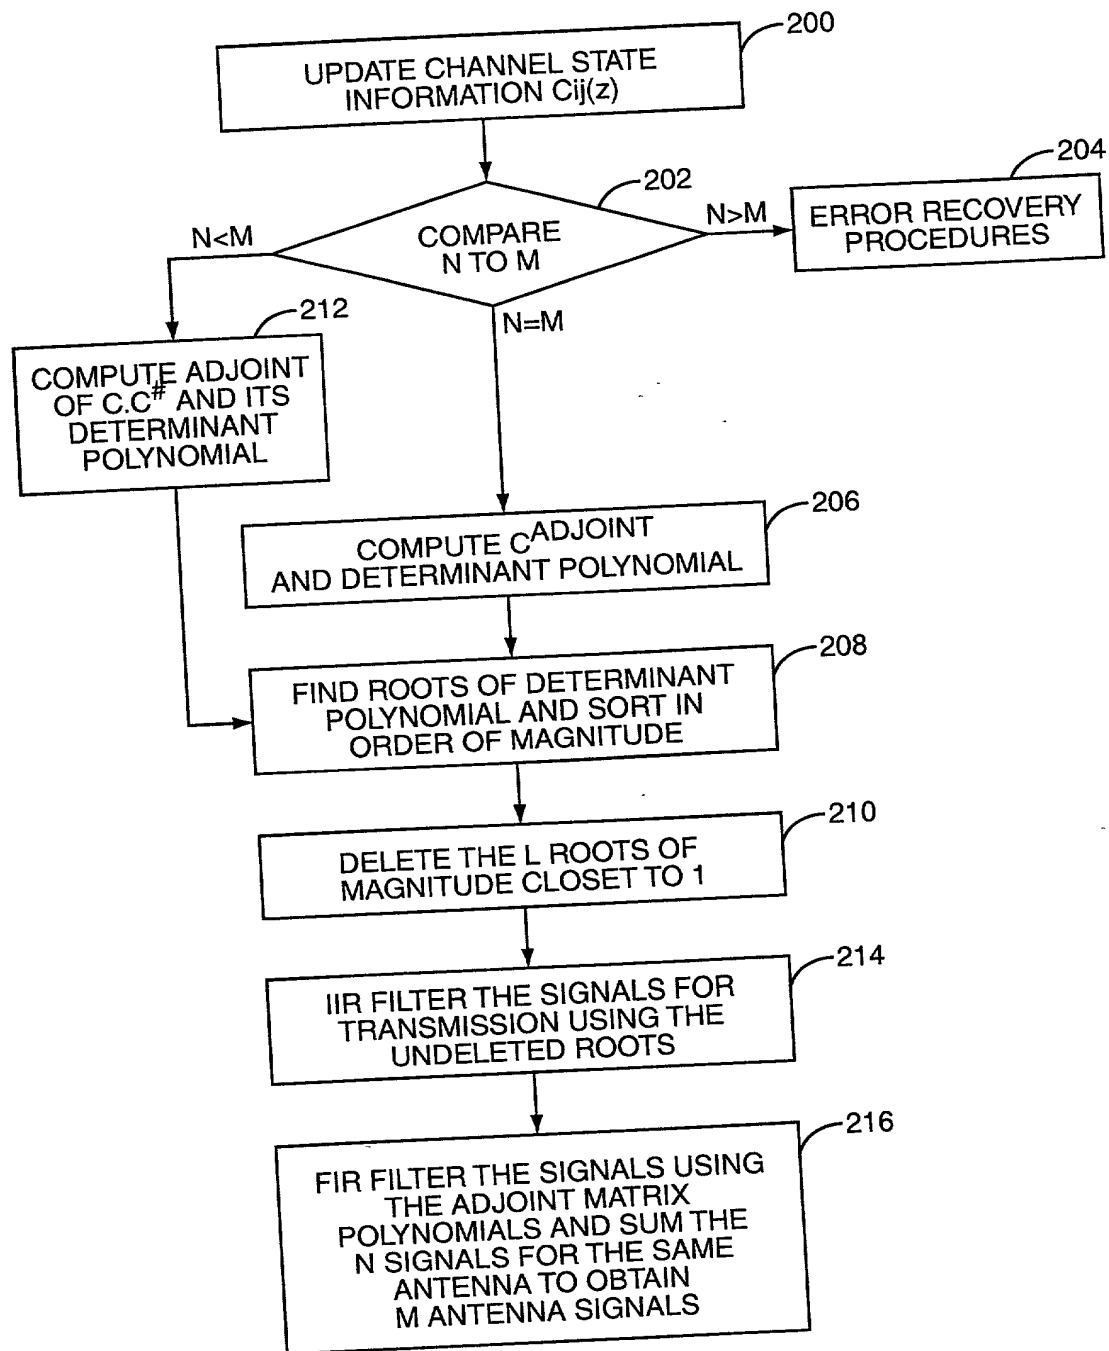 200
UPDATE CHANNEL STATE
INFORMATION Cij(z)
202
204
N<M
COMPARE
N TO M
N>M
ERROR RECOVERY
PROCEDURES
212
N=M
COMPUTE ADJOINT
OF C.C# AND ITS
DETERMINANT
POLYNOMIAL
206
COMPUTE CADJOINT
AND DETERMINANT POLYNOMIAL
208
FIND ROOTS OF DETERMINANT
POLYNOMIAL AND SORT IN
ORDER OF MAGNITUDE
210
DELETE THE L ROOTS OF
MAGNITUDE CLOSET TO 1
214
IIR FILTER THE SIGNALS FOR
TRANSMISSION USING THE
UNDELETED ROOTS
216
FIR FILTER THE SIGNALS USING
THE ADJOINT MATRIX
POLYNOMIALS AND SUM THE
N SIGNALS FOR THE SAME
ANTENNA TO OBTAIN
M ANTENNA SIGNALS